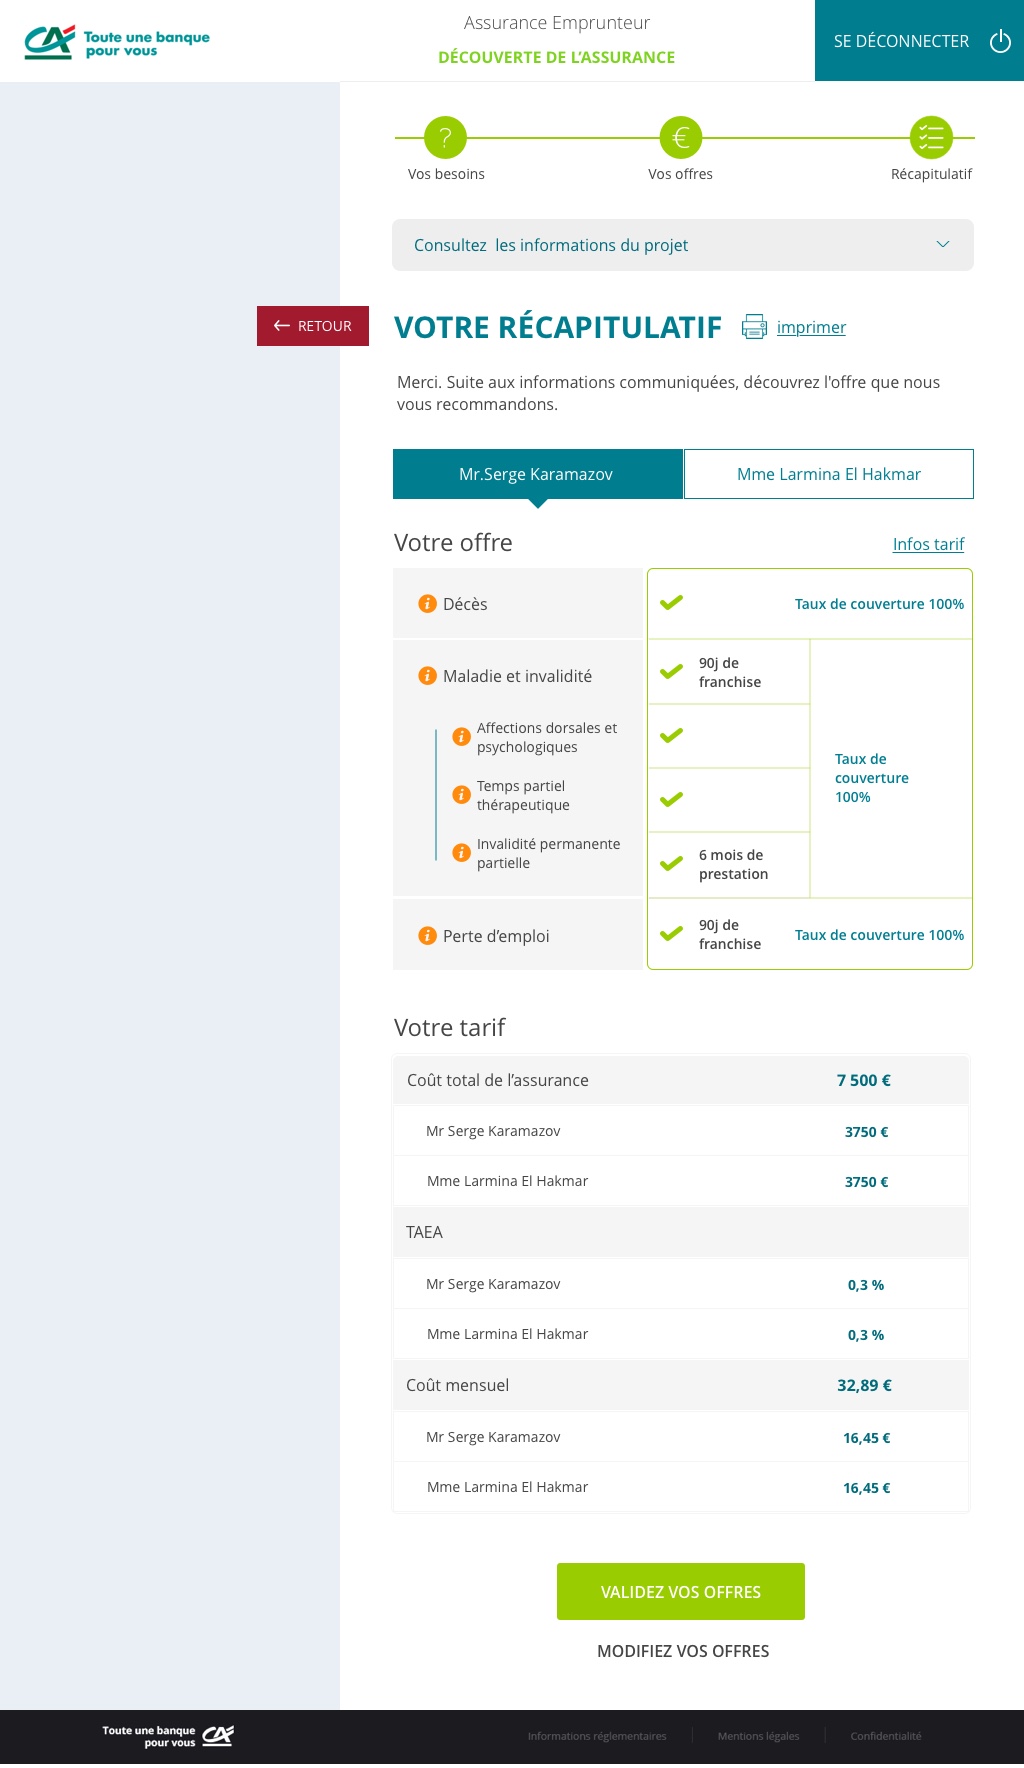 Toute une banque
pour vous
Assurance Emprunteur
DÉCOUVERTE DE L'ASSURANCE
SE DÉCONNECTER
?
€
Vos besoins
Vos offres
Récapitulatif
Consultez  les informations du projet
RETOUR
VOTRE RÉCAPITULATIF
imprimer
Merci. Suite aux informations communiquées, découvrez l'offre que nous
vous recommandons.
Mr.Serge Karamazov
Mme Larmina El Hakmar
Votre offre
Infos tarif
Décès
Taux de couverture 100%
Maladie et invalidité
90j de
franchise
Affections dorsales et
psychologiques
Temps partiel
thérapeutique
Taux de
couverture
100%
Invalidité permanente
partielle
6 mois de
prestation
Perte d’emploi
90j de
franchise
Taux de couverture 100%
Votre tarif
Coût total de l’assurance
7 500 €
Mr Serge Karamazov
3750 €
Mme Larmina El Hakmar
3750 €
TAEA
Mr Serge Karamazov
0,3 %
Mme Larmina El Hakmar
0,3 %
Coût mensuel
32,89 €
Mr Serge Karamazov
16,45 €
Mme Larmina El Hakmar
16,45 €
VALIDEZ VOS OFFRES
MODIFIEZ VOS OFFRES
Toute une banque
pour vous
Informations réglementaires
Mentions légales
Confidentialité